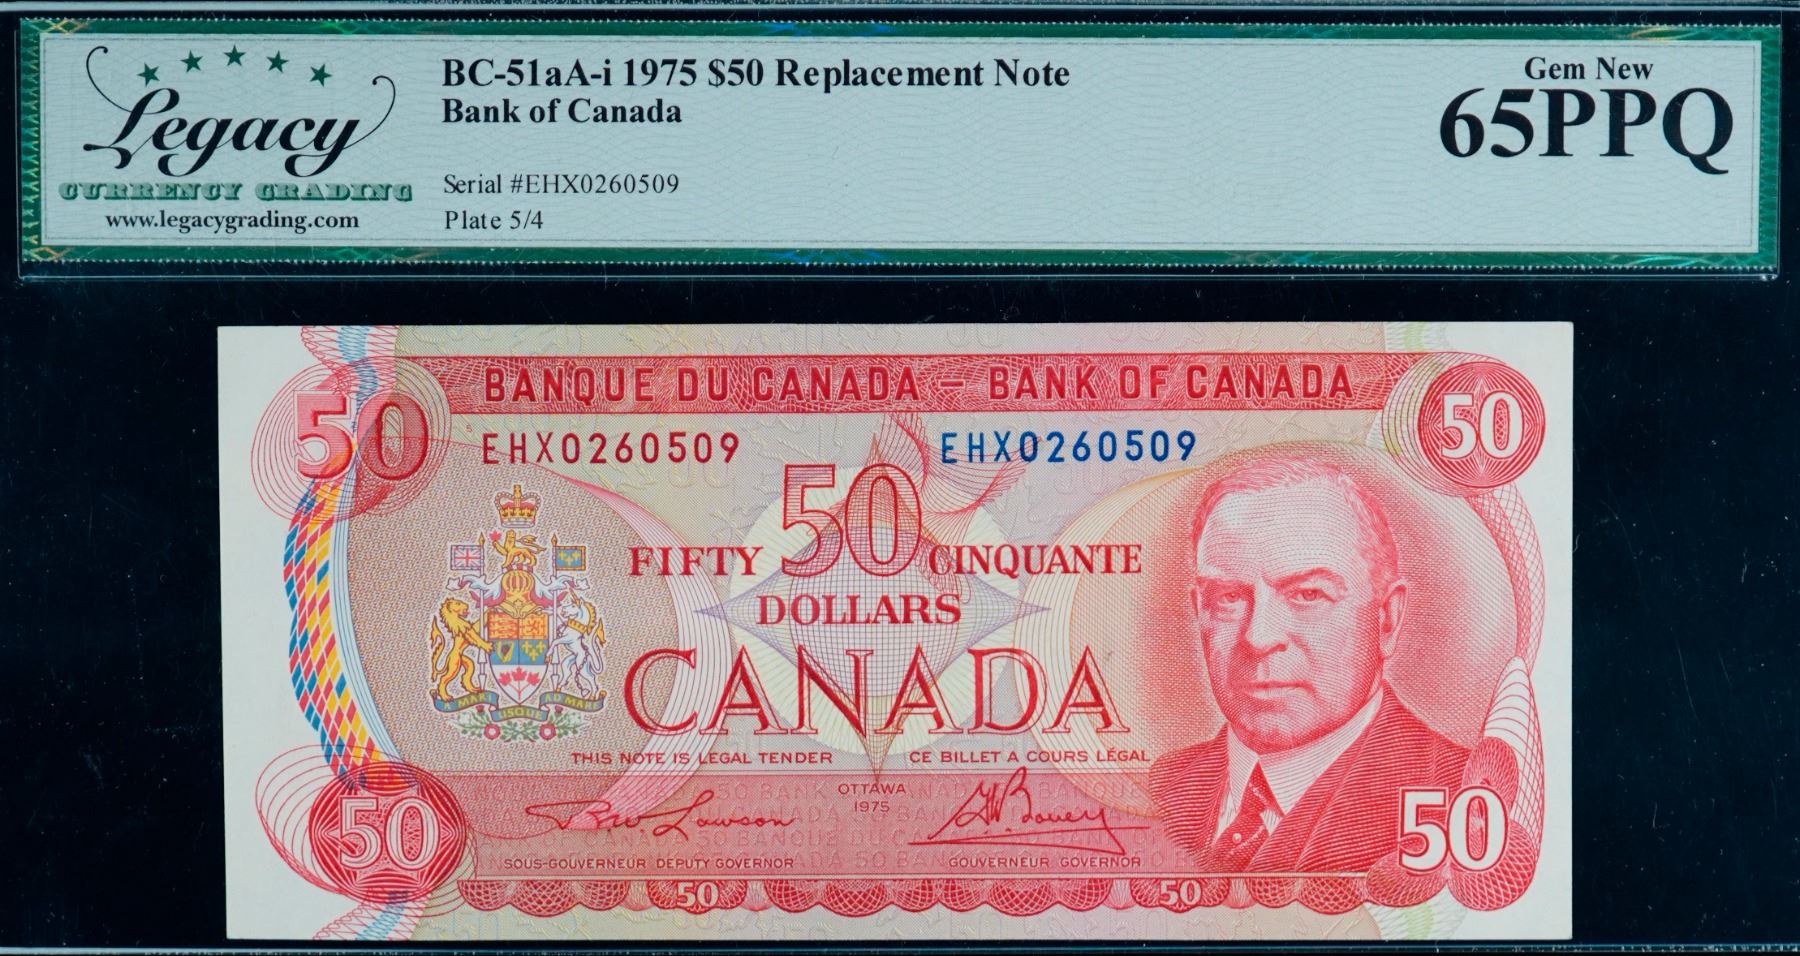 Legacy
CURRENCY GRADING
www.legacygrading.com
BC-51aA-i 1975 $50 Replacement Note
Bank of Canada
Serial #EHX0260509
Plate 5/4
Gem New
65PPQ
BANQUE DU CANADA – BANK OF CANADA
50
50
EHX0260509
EHX0260509
50
FIFTY CINQUANTE
DOLLARS
CANADA
A MARI USQUE AD MARE
THIS NOTE IS LEGAL TENDER CE BILLET A COURS LÉGAL
OTTAWA
1975
R.W. Lawson
G.K. Bouey
SOUS-GOUVERNEUR DEPUTY GOVERNOR
GOUVERNEUR GOVERNOR
50
50
50
50